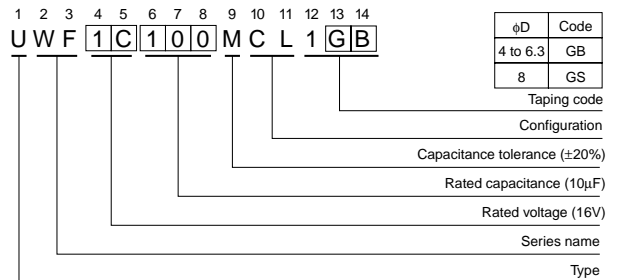 1 2 3 4 5 6 7 8 9 10 11 12 13 14
U W F 1 C 1 0 0 M C L 1 G B
φD Code
4 to 6.3 GB
8 GS
Taping code
Configuration
Capacitance tolerance (±20%)
Rated capacitance (10μF)
Rated voltage (16V)
Series name
Type